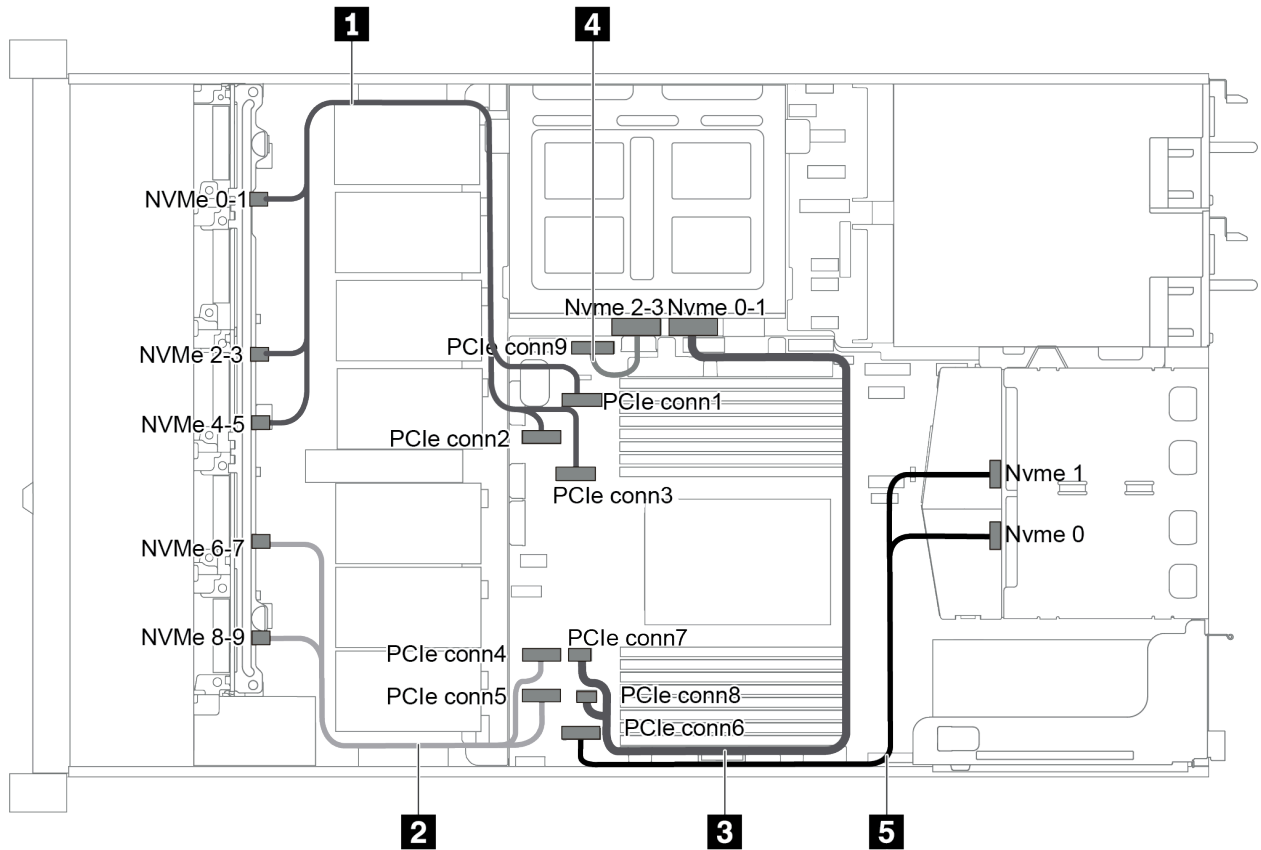 1
4
NVMe 0-1
Nvme 2-3
Nvme 0-1
PCIe conn9
NVMe 2-3
PCIe conn1
NVMe 4-5
PCIe conn2
Nvme 1
PCIe conn3
Nvme 0
NVMe 6-7
NVMe 8-9
PCIe conn7
PCIe conn4
PCIe conn5
PCIe conn8
PCIe conn6
2
3
5